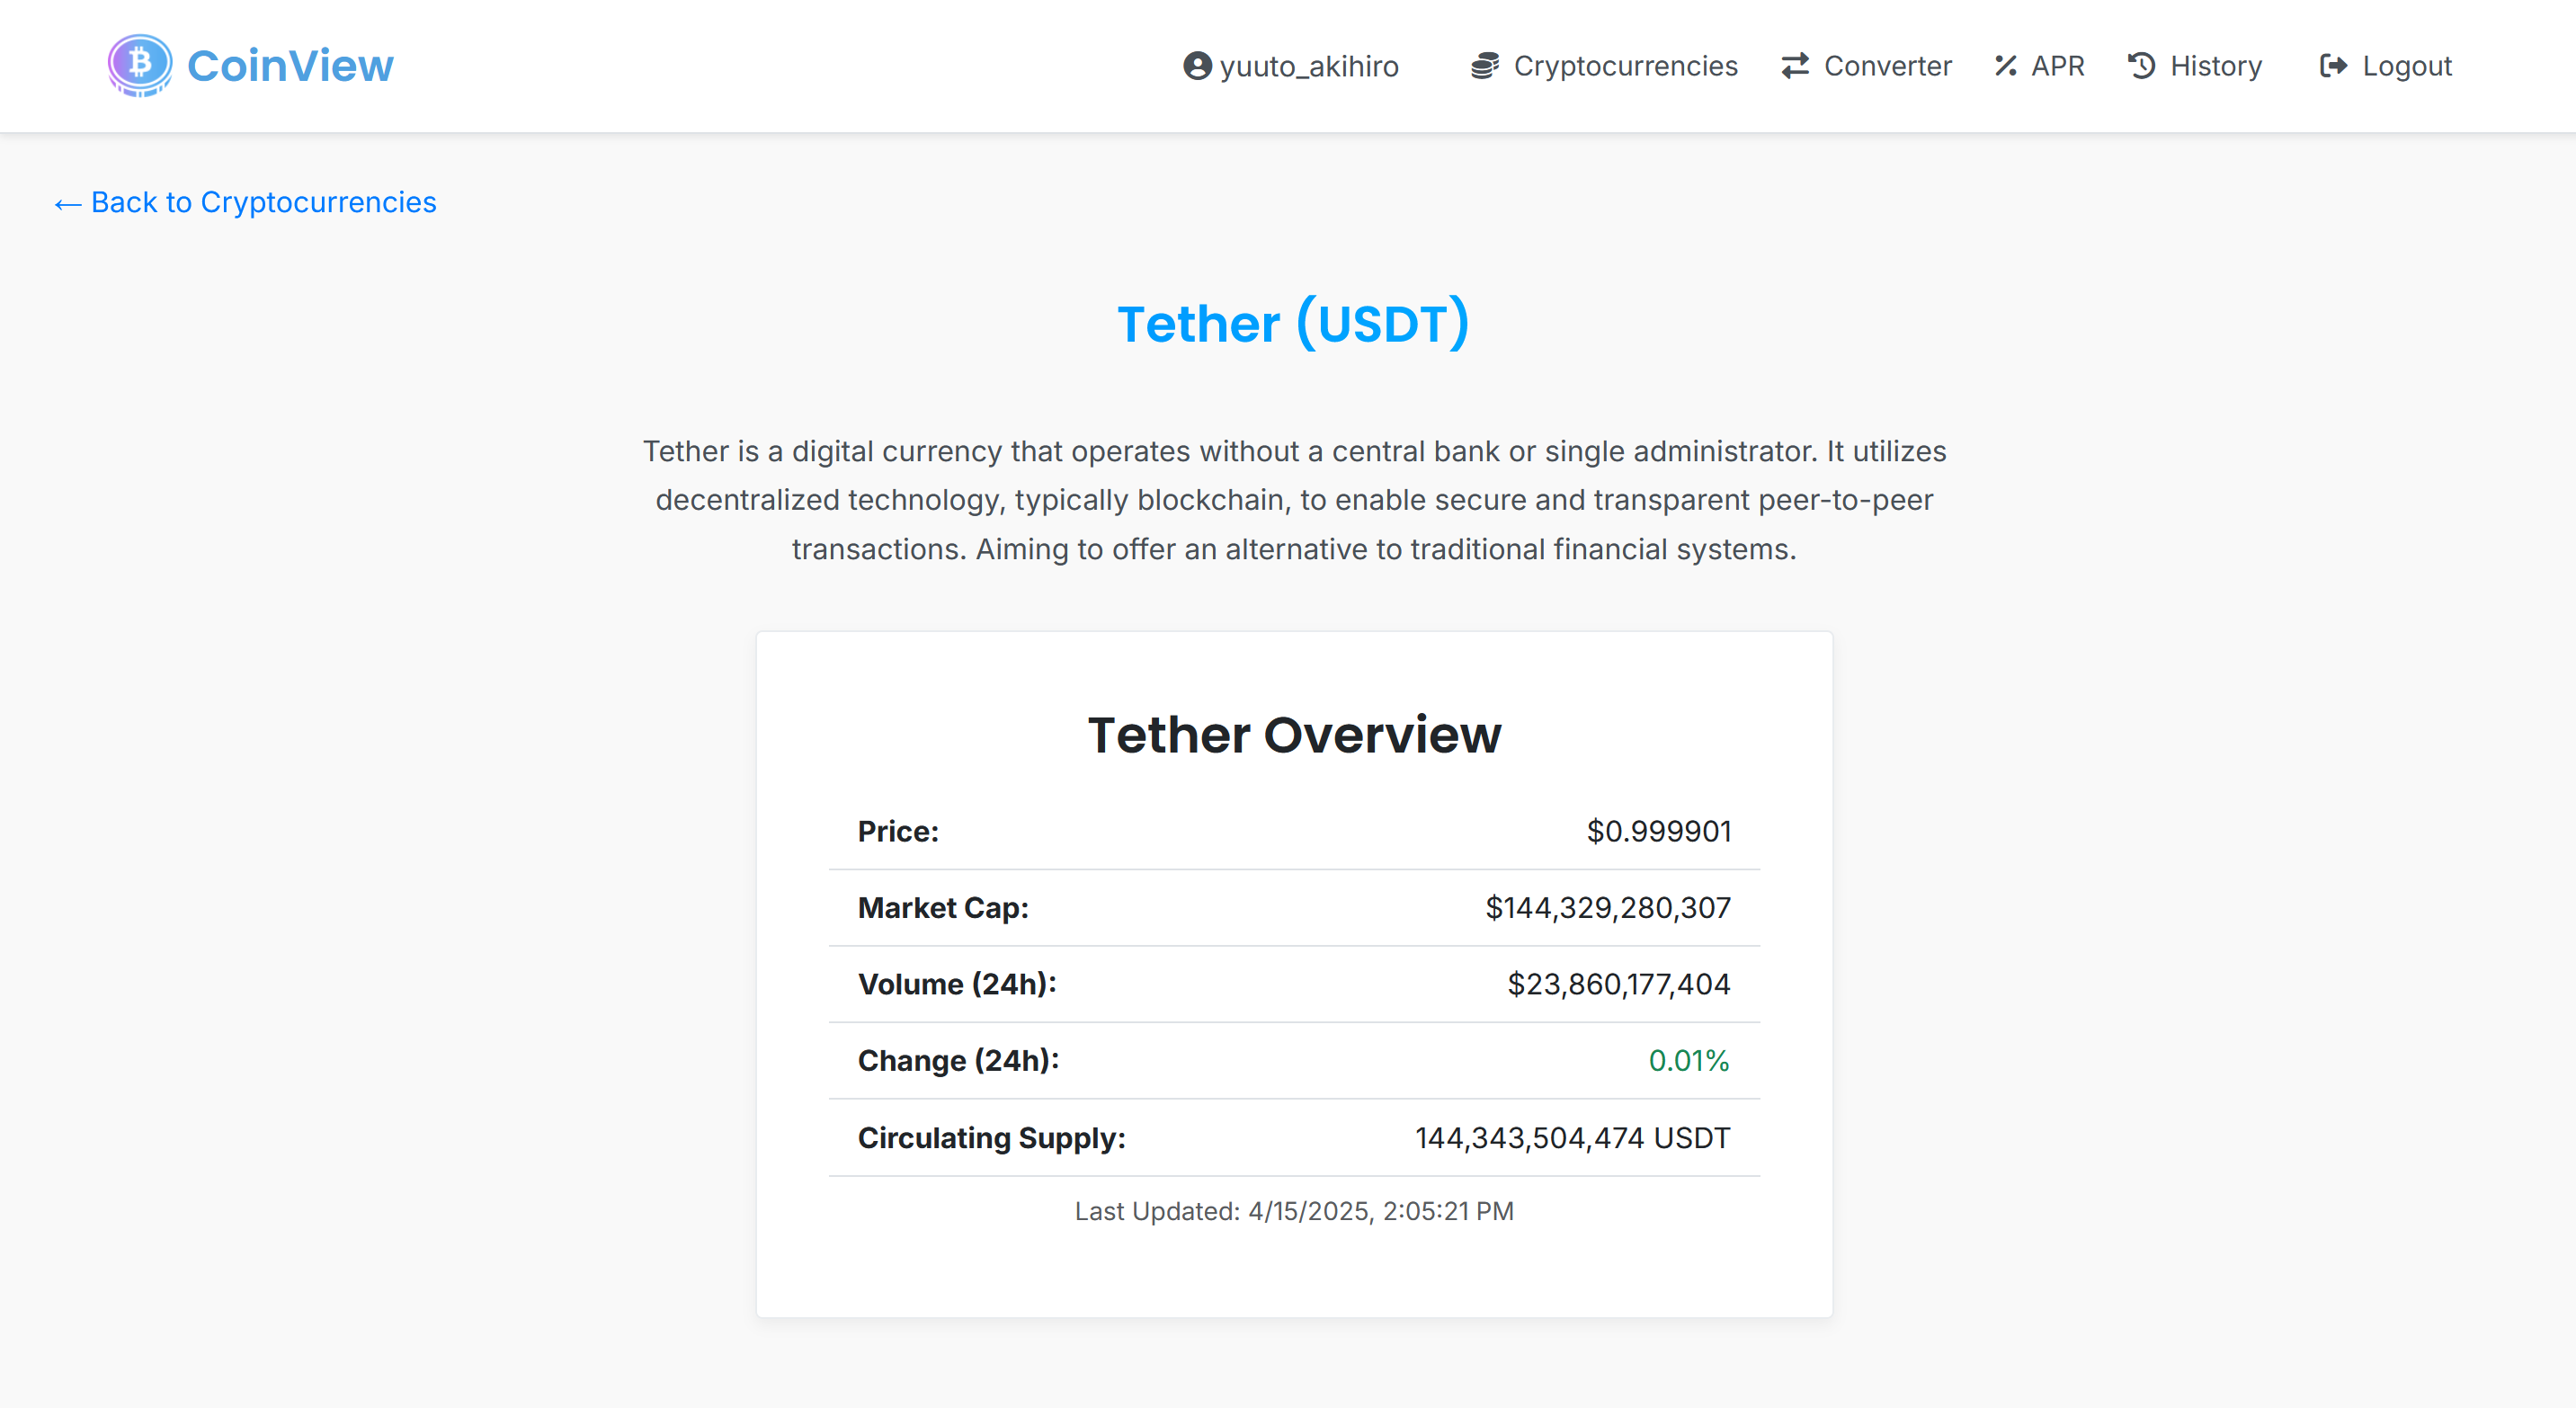 CoinView
yuuto_akihiro Cryptocurrencies Converter APR History Logout
← Back to Cryptocurrencies
Tether (USDT)
Tether is a digital currency that operates without a central bank or single administrator. It utilizes
decentralized technology, typically blockchain, to enable secure and transparent peer-to-peer
transactions. Aiming to offer an alternative to traditional financial systems.
Tether Overview
Price: $0.999901
Market Cap: $144,329,280,307
Volume (24h): $23,860,177,404
Change (24h): 0.01%
Circulating Supply: 144,343,504,474 USDT
Last Updated: 4/15/2025, 2:05:21 PM